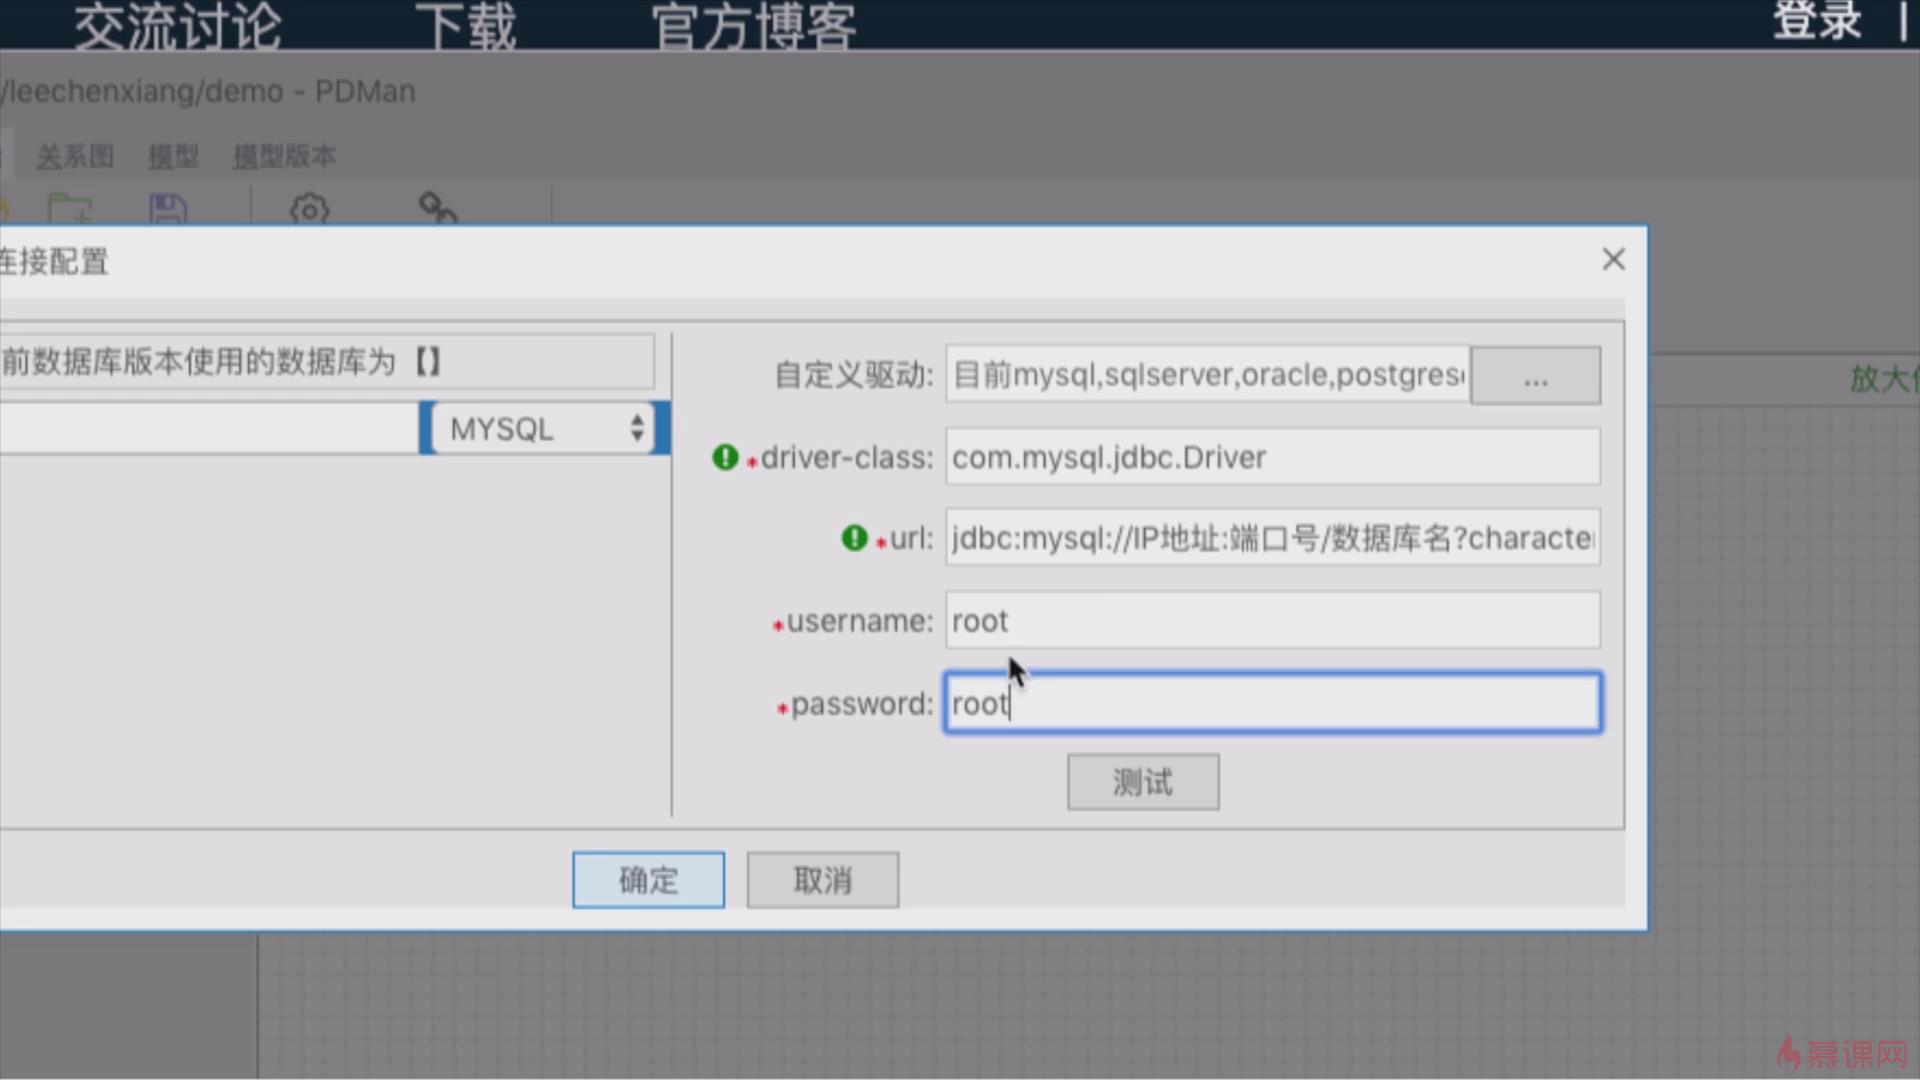 交流讨论 下载 官方博客 登录 |
/leechenxiang/demo - PDMan
关系图 模型 模型版本
连接配置
前数据库版本使用的数据库为【】
MYSQL
自定义驱动: 目前mysql,sqlserver,oracle,postgres ...
*driver-class: com.mysql.jdbc.Driver
*url: jdbc:mysql://IP地址:端口号/数据库名?characte
*username: root
*password: root
测试
确定 取消
放大
慕课网